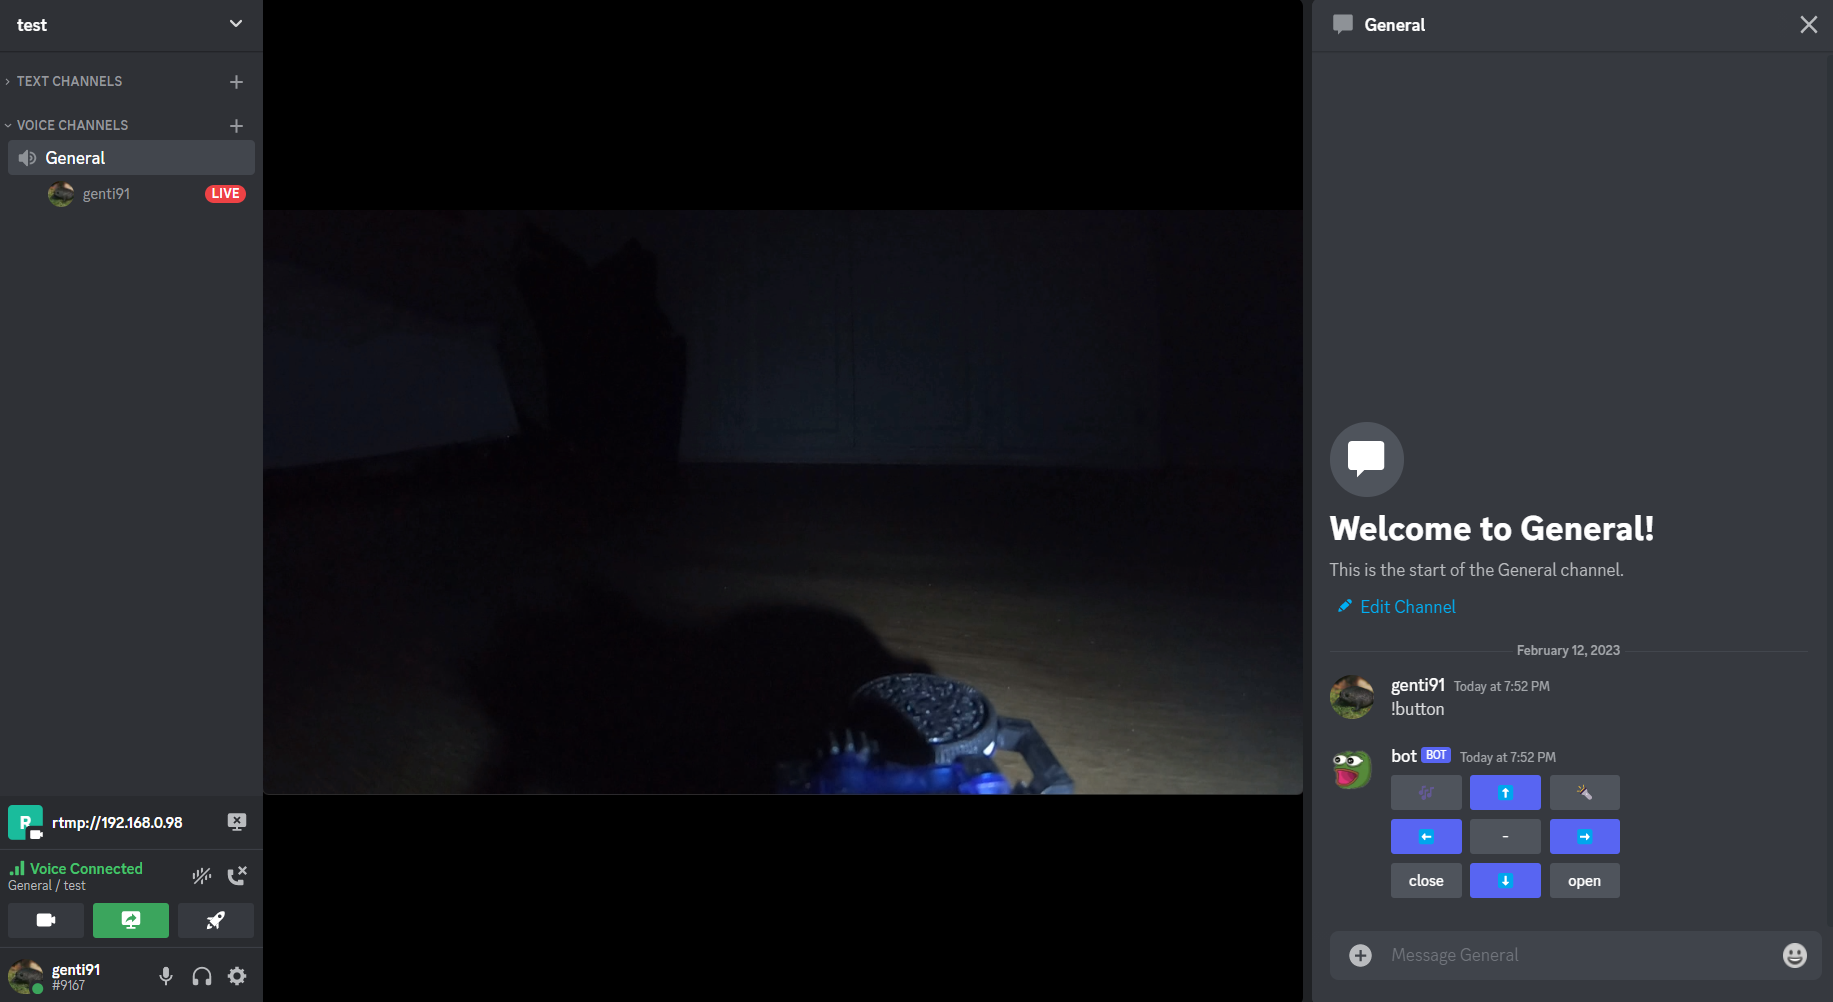 test
TEXT CHANNELS
VOICE CHANNELS
General
genti91
LIVE
R
rtmp://192.168.0.98
Voice Connected
General / test
genti91
#9167
General
Welcome to General!
This is the start of the General channel.
Edit Channel
February 12, 2023
genti91 Today at 7:52 PM
!button
bot BOT Today at 7:52 PM
-
close
open
Message General